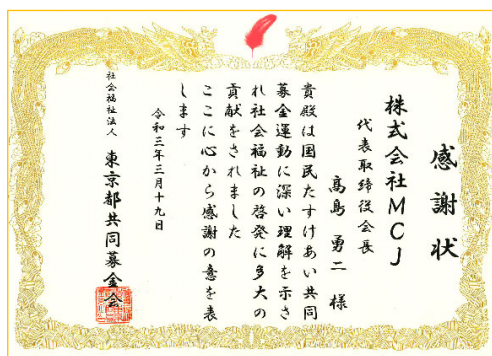 感謝状
株式会社MCJ
代表取締役会長
髙島 勇二 様
貴殿は国民たすけあい共同
募金運動に深い理解を示さ
れ社会福祉の啓発に多大の
貢献をされました
ここに心から感謝の意を表
します
令和三年三月十九日
社会福祉法人 東京都共同募金会